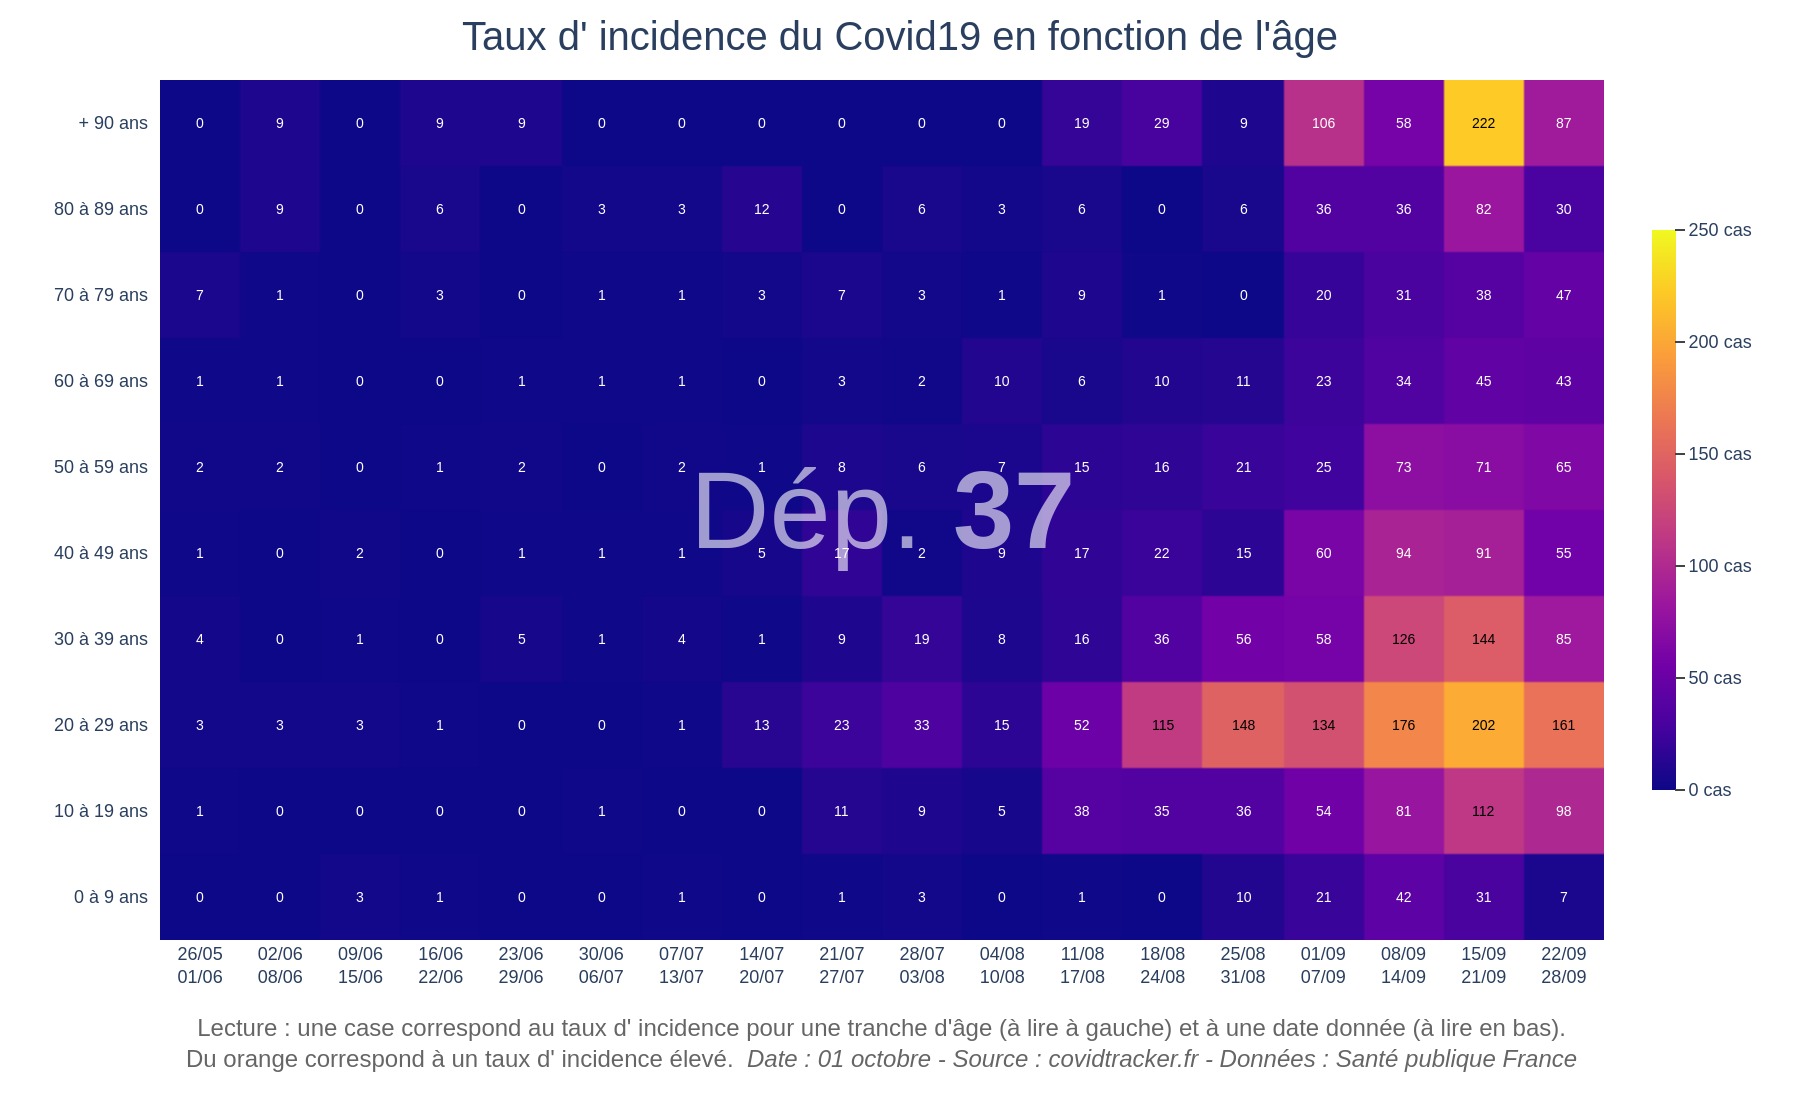 Taux d' incidence du Covid19 en fonction de l'âge
+ 90 ans 0 9 0 9 9 0 0 0 0 0 0 19 29 9 106 58 222 87
80 à 89 ans 0 9 0 6 0 3 3 12 0 6 3 6 0 6 36 36 82 30
70 à 79 ans 7 1 0 3 0 1 1 3 7 3 1 9 1 0 20 31 38 47
60 à 69 ans 1 1 0 0 1 1 1 0 3 2 10 6 10 11 23 34 45 43
50 à 59 ans 2 2 0 1 2 0 2 1 8 6 7 15 16 21 25 73 71 65
Dép. 37
40 à 49 ans 1 0 2 0 1 1 1 5 17 2 9 17 22 15 60 94 91 55
30 à 39 ans 4 0 1 0 5 1 4 1 9 19 8 16 36 56 58 126 144 85
20 à 29 ans 3 3 3 1 0 0 1 13 23 33 15 52 115 148 134 176 202 161
10 à 19 ans 1 0 0 0 0 1 0 0 11 9 5 38 35 36 54 81 112 98
0 à 9 ans 0 0 3 1 0 0 1 0 1 3 0 1 0 10 21 42 31 7
26/05 02/06 09/06 16/06 23/06 30/06 07/07 14/07 21/07 28/07 04/08 11/08 18/08 25/08 01/09 08/09 15/09 22/09
01/06 08/06 15/06 22/06 29/06 06/07 13/07 20/07 27/07 03/08 10/08 17/08 24/08 31/08 07/09 14/09 21/09 28/09
250 cas
200 cas
150 cas
100 cas
50 cas
0 cas
Lecture : une case correspond au taux d' incidence pour une tranche d'âge (à lire à gauche) et à une date donnée (à lire en bas).
Du orange correspond à un taux d' incidence élevé. Date : 01 octobre - Source : covidtracker.fr - Données : Santé publique France